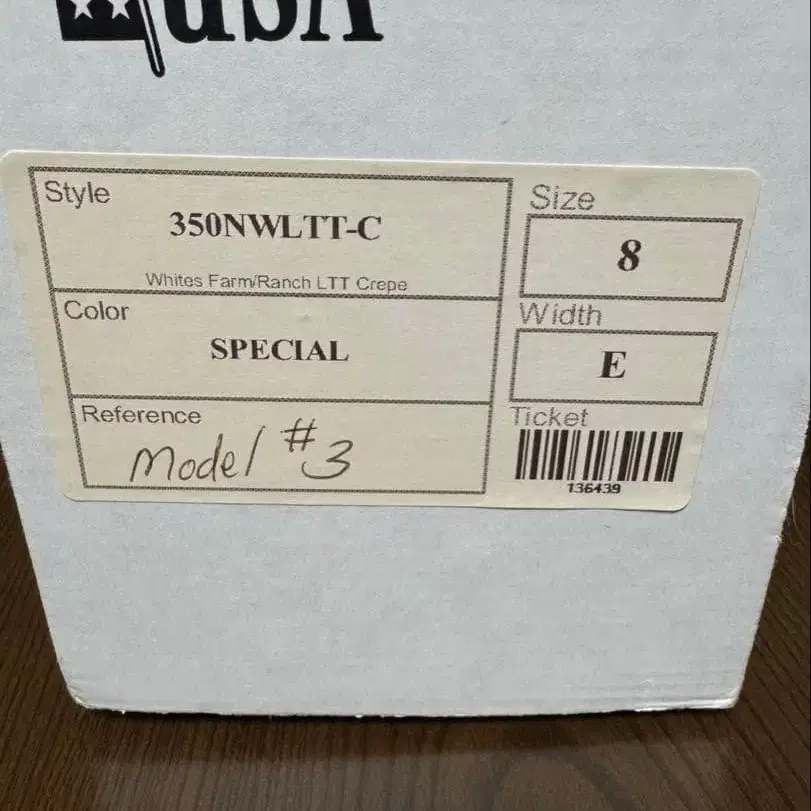 USA
Style
350NWLTT-C
Whites Farm/Ranch LTT Crepe
Color
SPECIAL
Reference
Model #3
Size
8
Width
E
Ticket
136439